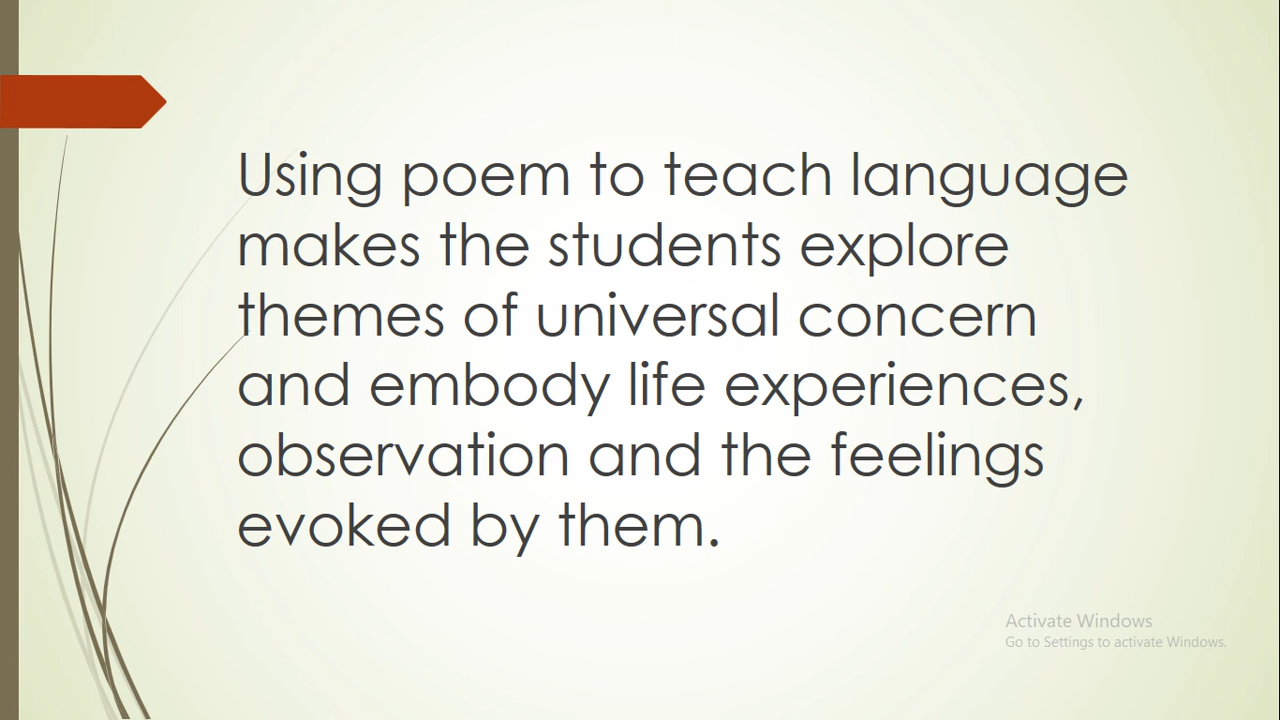 Using poem to teach language
makes the students explore
themes of universal concern
and embody life experiences,
observation and the feelings
evoked by them.
Activate Windows
Go to Settings to activate Windows.